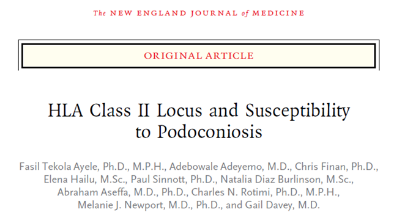 The NEW ENGLAND JOURNAL of MEDICINE
ORIGINAL ARTICLE
HLA Class II Locus and Susceptibility
to Podoconiosis
Fasil Tekola Ayele, Ph.D., M.P.H., Adebowale Adeyemo, M.D., Chris Finan, Ph.D.,
Elena Hailu, M.Sc., Paul Sinnott, Ph.D., Natalia Diaz Burlinson, M.Sc.,
Abraham Aseffa, M.D., Ph.D., Charles N. Rotimi, Ph.D., M.P.H.,
Melanie J. Newport, M.D., Ph.D., and Gail Davey, M.D.